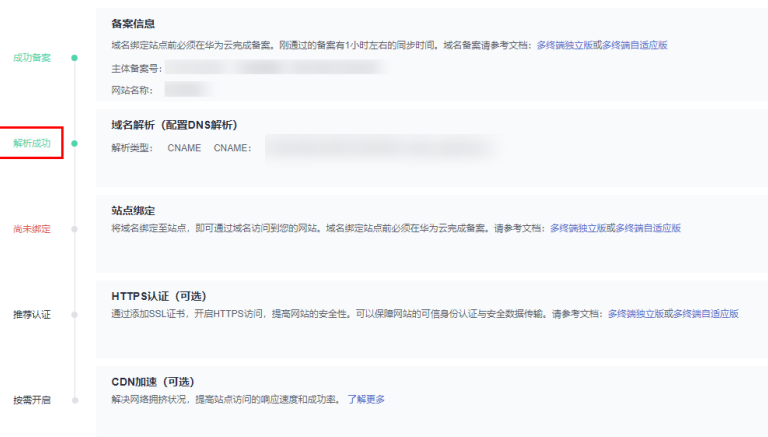 备案信息
域名绑定站点前必须在华为云完成备案。刚通过的备案有1小时左右的同步时间。域名备案请参考文档：多终端独立版或多终端自适应版
成功备案
主体备案号：
网站名称：
域名解析（配置DNS解析）
解析成功
解析类型： CNAME CNAME：
站点绑定
将域名绑定至站点，即可通过域名访问到您的网站。域名绑定站点前必须在华为云完成备案。请参考文档：多终端独立版或多终端自适应版
尚未绑定
HTTPS认证（可选）
推荐认证
通过添加SSL证书，开启HTTPS访问，提高网站的安全性。可以保障网站的可信身份认证与安全数据传输。请参考文档：多终端独立版或多终端自适应版
CDN加速（可选）
按需开启
解决网络拥挤状况，提高站点访问的响应速度和成功率。 了解更多